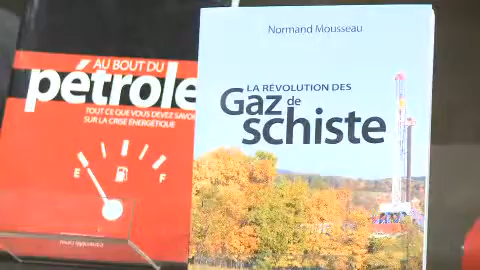 AU BOUT DU
pétrole
TOUT CE QUE VOUS DEVEZ SAVOIR
SUR LA CRISE ÉNERGÉTIQUE
E
F
Normand Mousseau
LA RÉVOLUTION DES
Gaz de
schiste